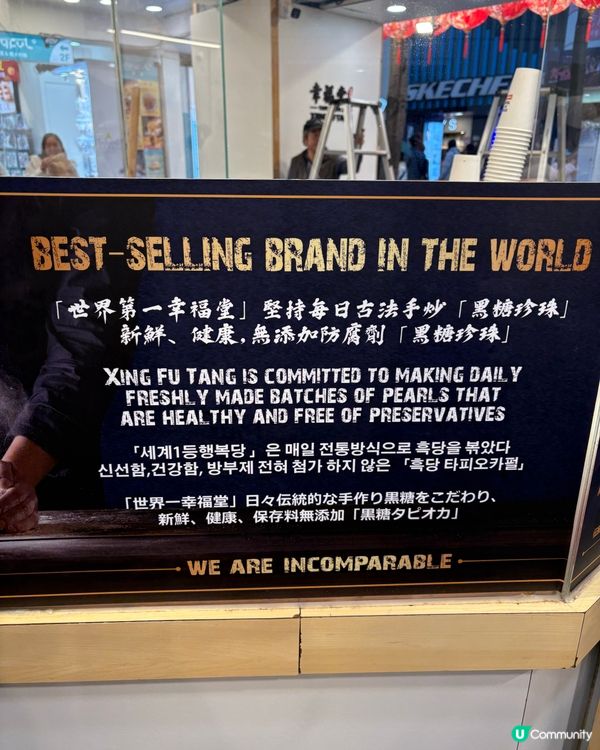 2F
SKECHE
BEST-SELLING BRAND IN THE WORLD
「世界第一幸福堂」堅持每日古法手炒「黑糖珍珠」
新鮮、健康,無添加防腐劑「黑糖珍珠」
XING FU TANG IS COMMITTED TO MAKING DAILY
FRESHLY MADE BATCHES OF PEARLS THAT
ARE HEALTHY AND FREE OF PRESERVATIVES
「세계1등행복당」은 매일 전통방식으로 흑당을 볶았다
신선함,건강함, 방부제 전혀 첨가 하지 않은 「흑당 타피오카펄」
「世界一幸福堂」日々伝統的な手作り黒糖をこだわり、
新鮮、健康、保存料無添加「黒糖タピオカ」
WE ARE INCOMPARABLE
U Community